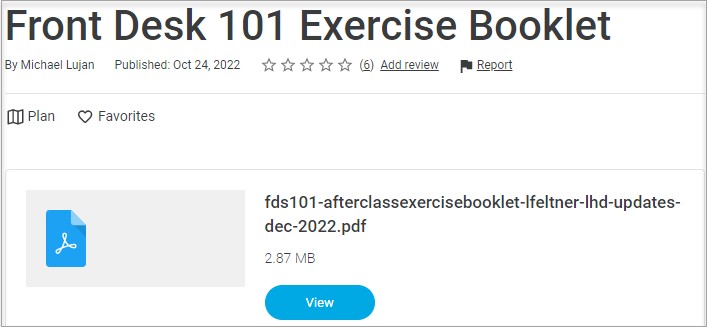 Front Desk 101 Exercise Booklet
By Michael Lujan Published: Oct 24, 2022 (6) Add review Report
Plan Favorites
fds101-afterclassexercisebooklet-lfeltner-lhd-updates-
dec-2022.pdf
2.87 MB
View